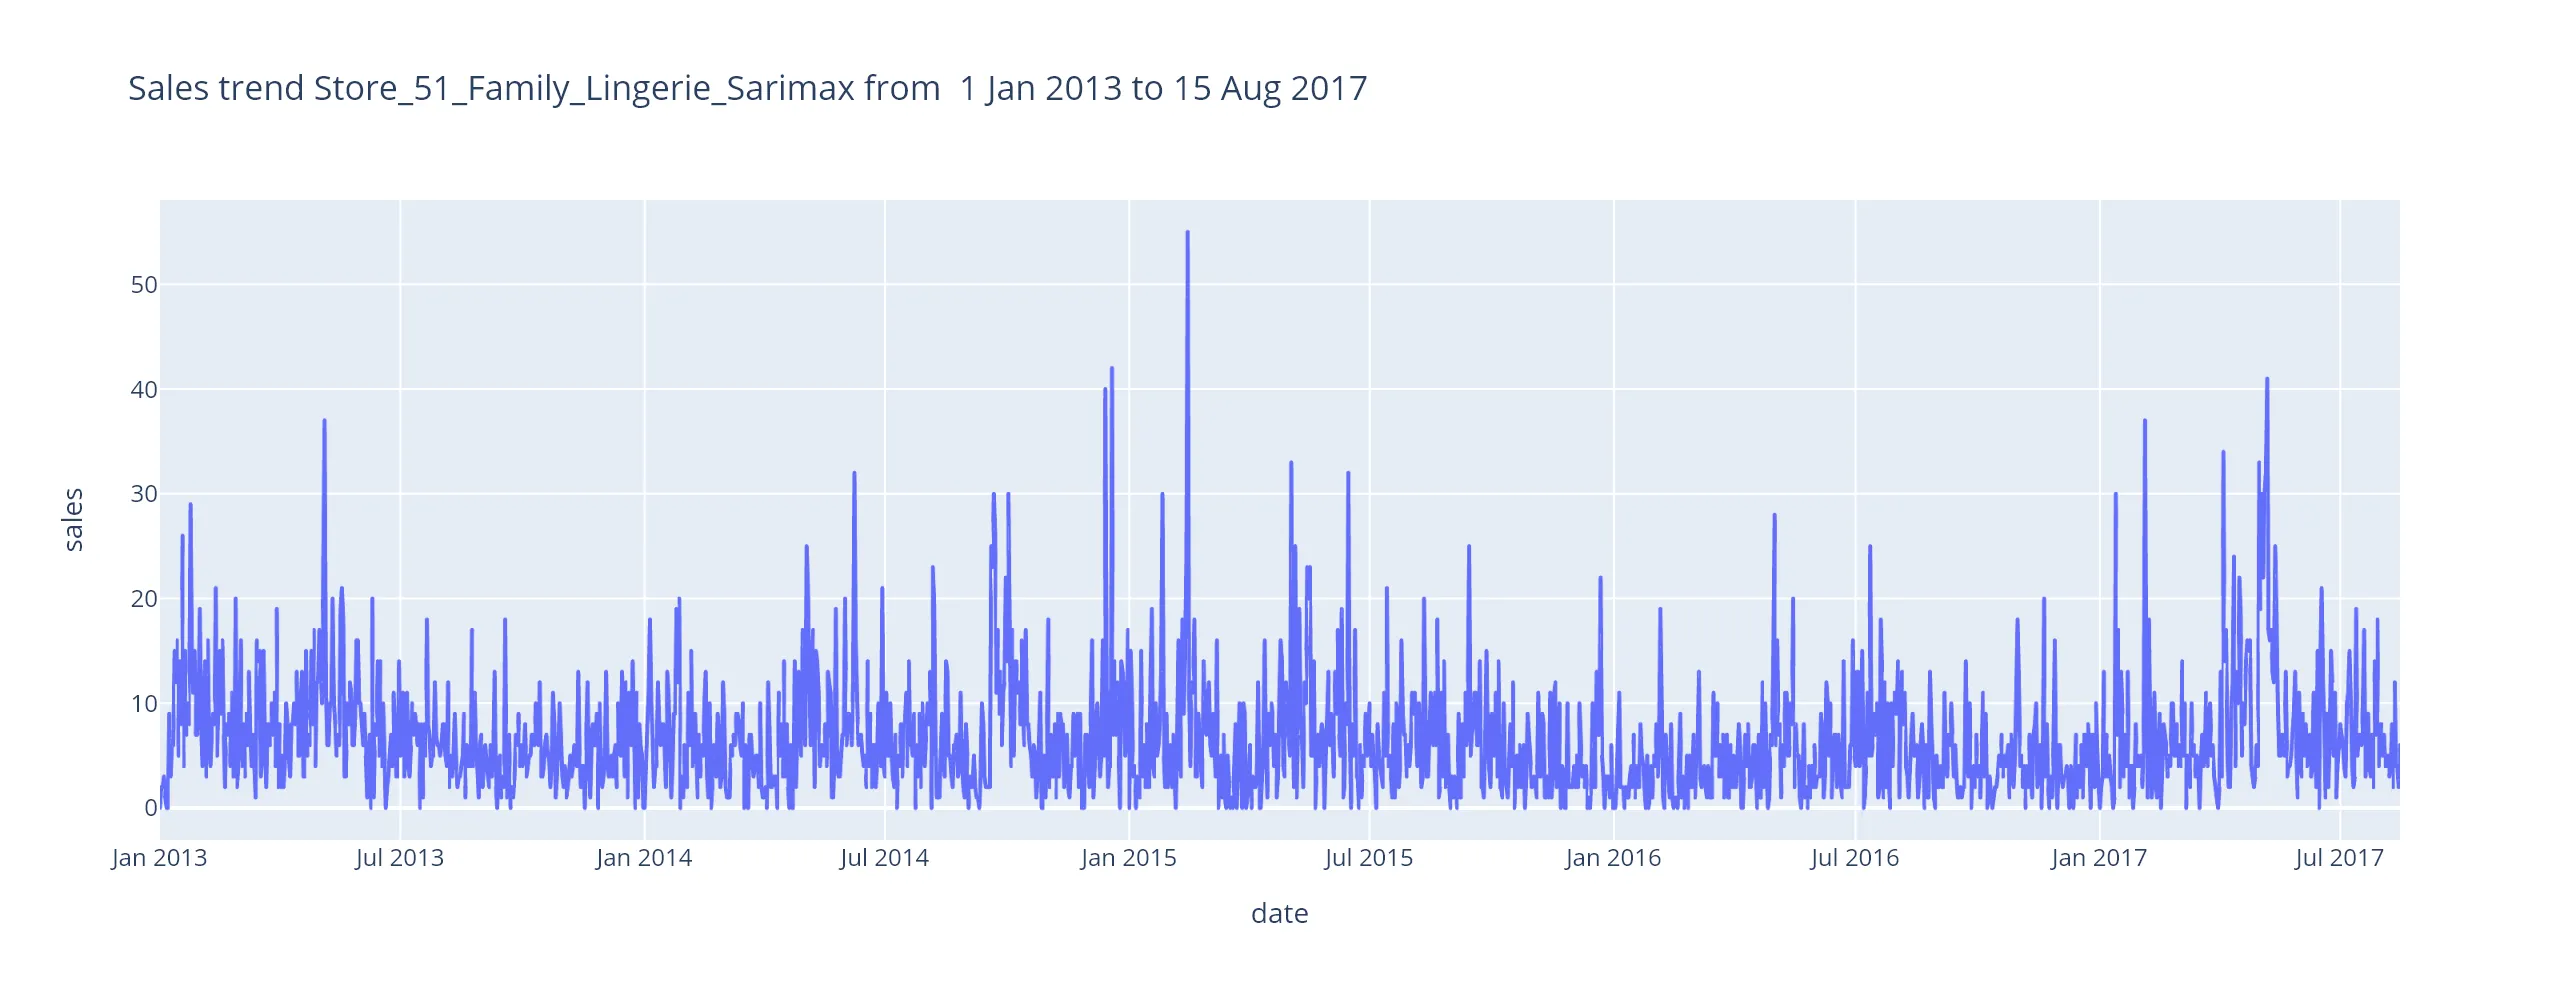 Sales trend Store_51_Family_Lingerie_Sarimax from  1 Jan 2013 to 15 Aug 2017
50
40
30
20
10
0
sales
Jan 2013 Jul 2013 Jan 2014 Jul 2014 Jan 2015 Jul 2015 Jan 2016 Jul 2016 Jan 2017 Jul 2017
date